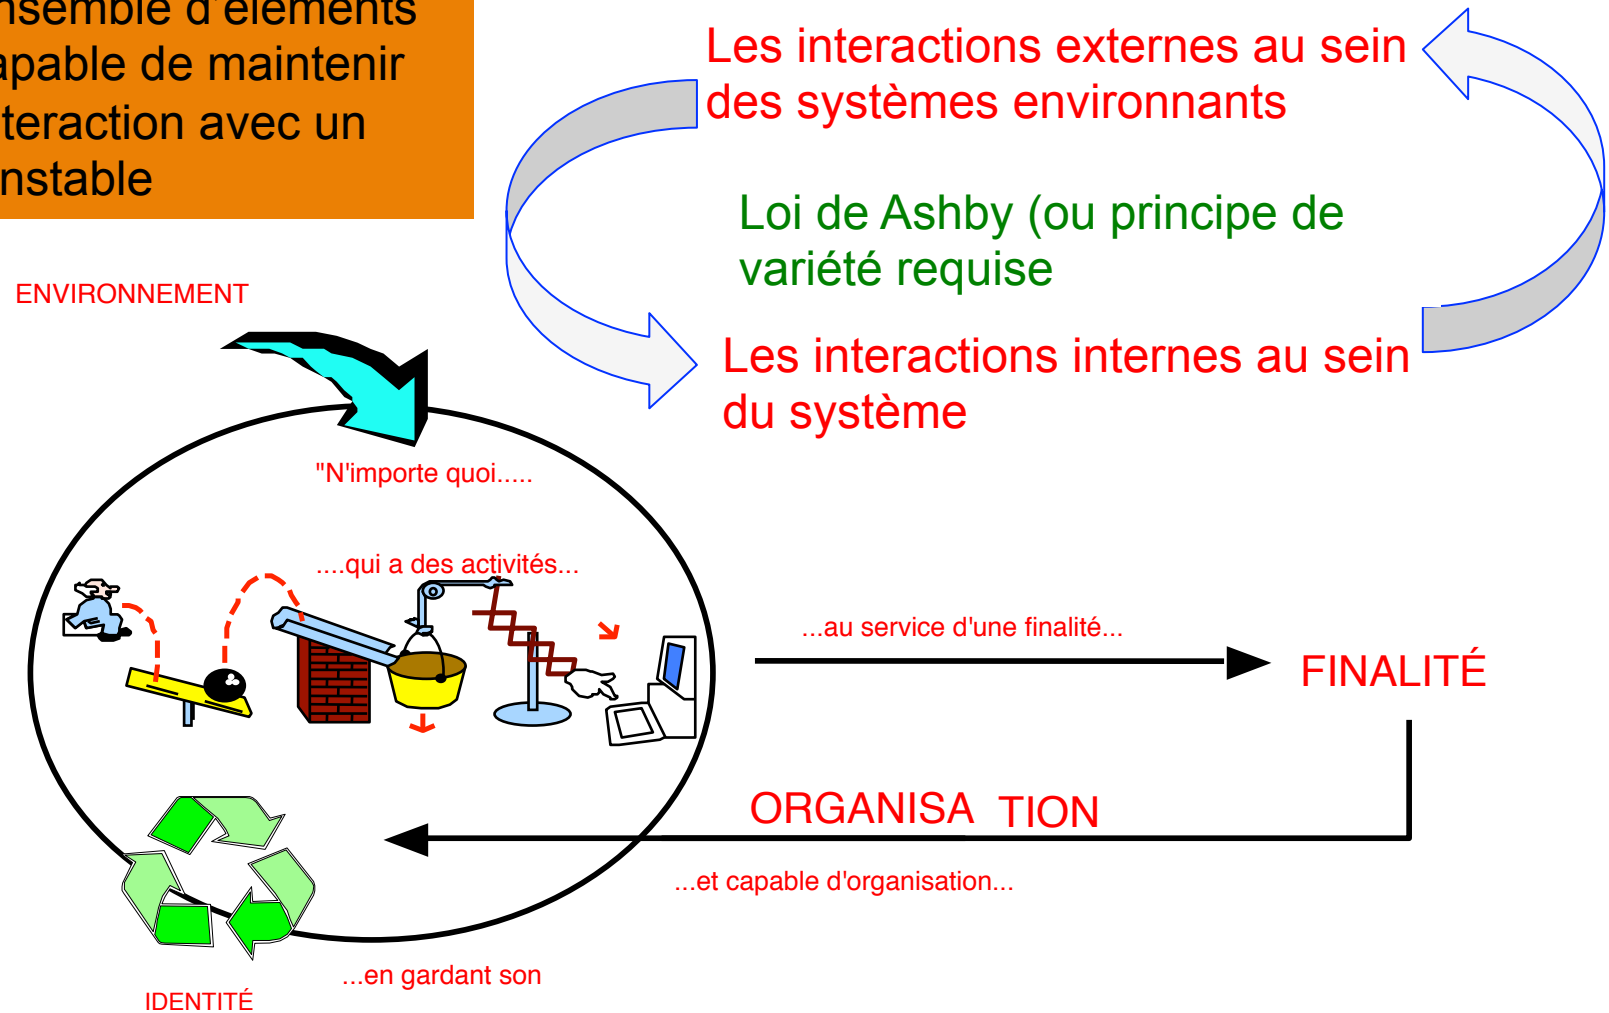 nsemble d'éléments
apable de maintenir
teraction avec un
nstable
Les interactions externes au sein
des systèmes environnants
Loi de Ashby (ou principe de
variété requise
Les interactions internes au sein
du système
ENVIRONNEMENT
"N'importe quoi.....
....qui a des activités...
...au service d'une finalité...
FINALITÉ
ORGANISA TION
...et capable d'organisation...
...en gardant son
IDENTITÉ